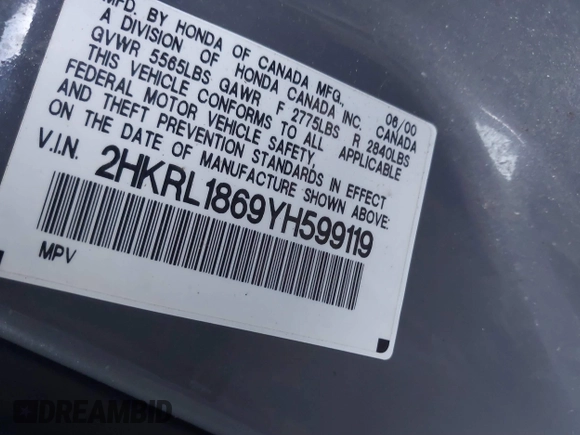 MFD. BY HONDA OF CANADA MFG.,
A DIVISION OF HONDA CANADA INC. CANADA 06/00
GVWR 5565LBS GAWR F 2775LBS R 2840LBS
THIS VEHICLE CONFORMS TO ALL APPLICABLE
FEDERAL MOTOR VEHICLE SAFETY,
AND THEFT PREVENTION STANDARDS IN EFFECT
ON THE DATE OF MANUFACTURE SHOWN ABOVE:
V.I.N. 2HKRL1869YH599119
MPV
DREAMBID